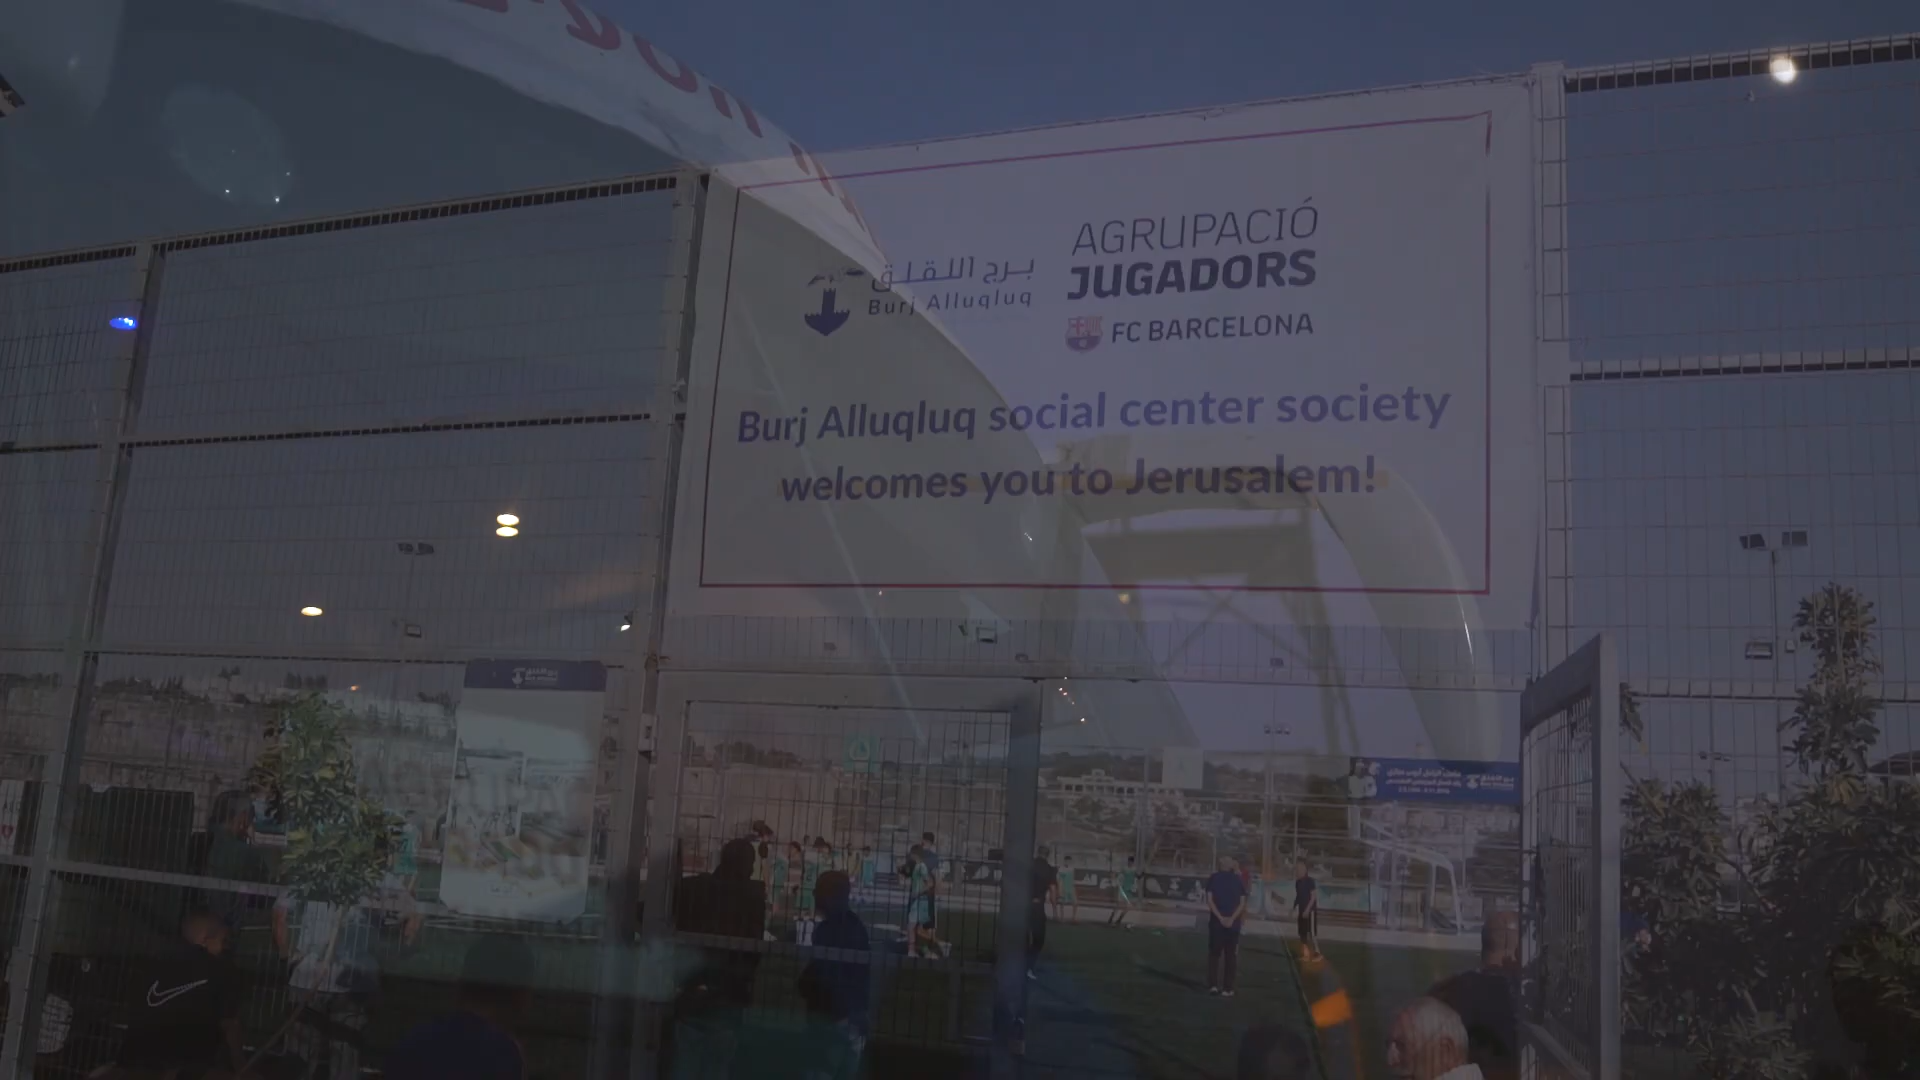 برج اللقلق
Burj Alluqluq
AGRUPACIÓ
JUGADORS
FC BARCELONA
Burj Alluqluq social center society
welcomes you to Jerusalem!